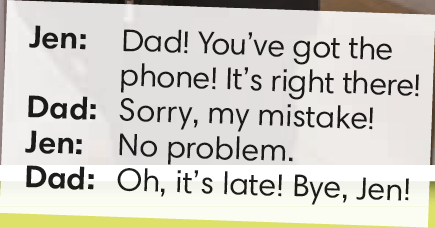 Jen: Dad! You've got the
phone! It's right there!
Dad: Sorry, my mistake!
Jen: No problem.
Dad: Oh, it's late! Bye, Jen!